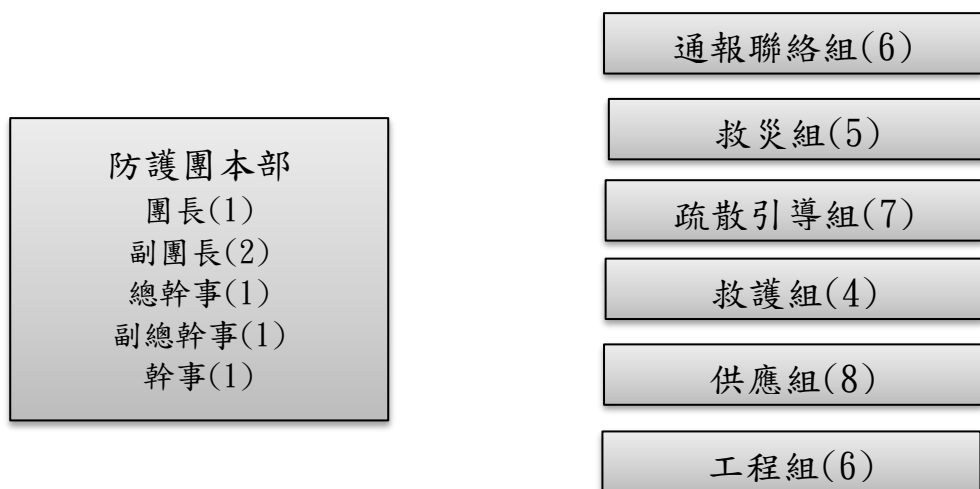 防護團本部
團長(1)
副團長(2)
總幹事(1)
副總幹事(1)
幹事(1)
通報聯絡組(6)
救災組(5)
疏散引導組(7)
救護組(4)
供應組(8)
工程組(6)